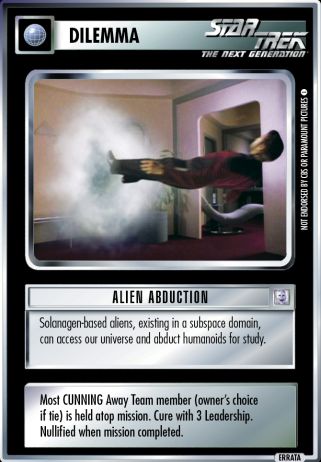 DILEMMA
STAR TREK
THE NEXT GENERATION
NOT ENDORSED BY CBS OR PARAMOUNT PICTURES
ALIEN ABDUCTION
Solanagen-based aliens, existing in a subspace domain,
can access our universe and abduct humanoids for study.
Most CUNNING Away Team member (owner's choice
if tie) is held atop mission. Cure with 3 Leadership.
Nullified when mission completed.
ERRATA